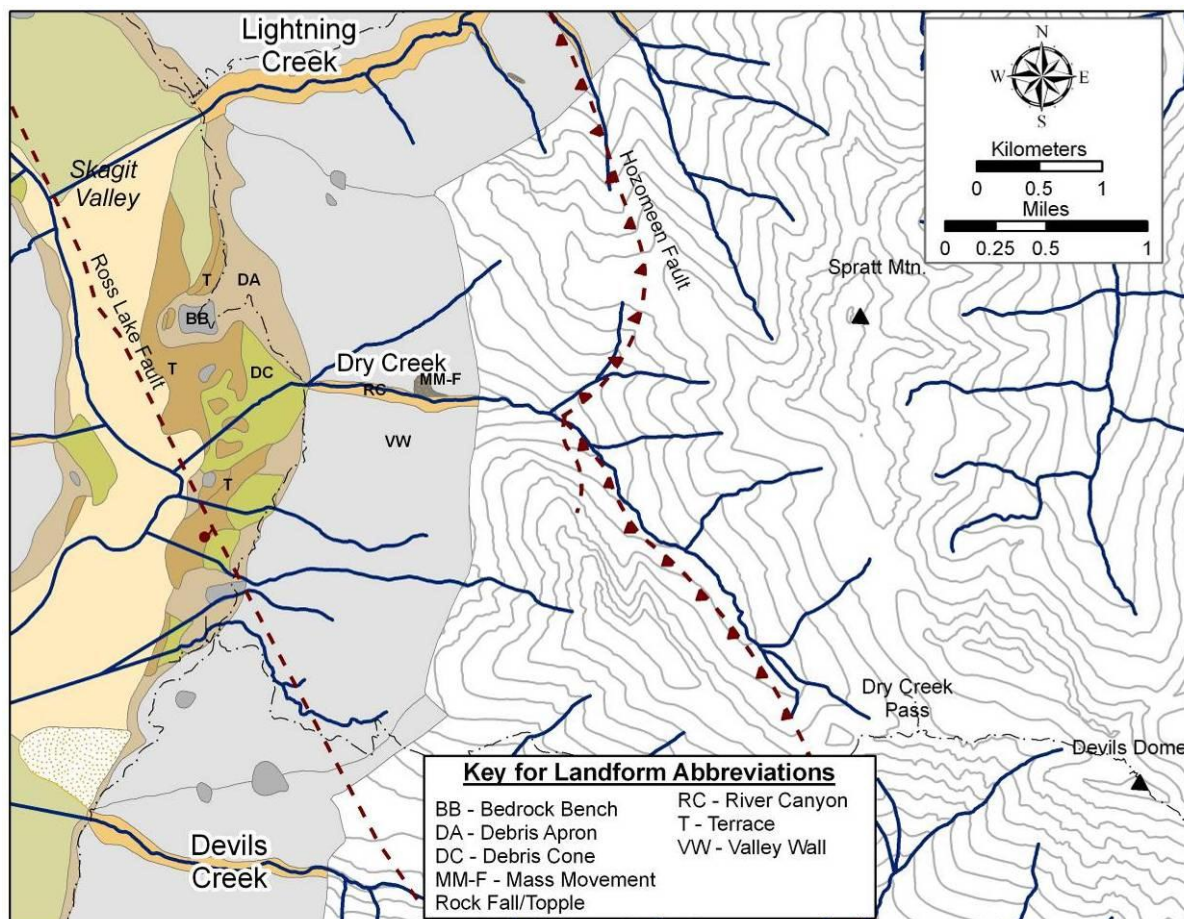 Lightning
Creek
N
W E
S
Kilometers
0 0.5 1
Miles
0 0.25 0.5 1
Skagit
Valley
Hozomeen Fault
Ross Lake Fault
T
DA
Spratt Mtn.
BB
T
DC
Dry Creek
RC
MM-F
VW
T
Dry Creek
Pass
Devils Dome
Devils
Creek
Key for Landform Abbreviations
BB - Bedrock Bench
DA - Debris Apron
DC - Debris Cone
MM-F - Mass Movement
Rock Fall/Topple
RC - River Canyon
T - Terrace
VW - Valley Wall